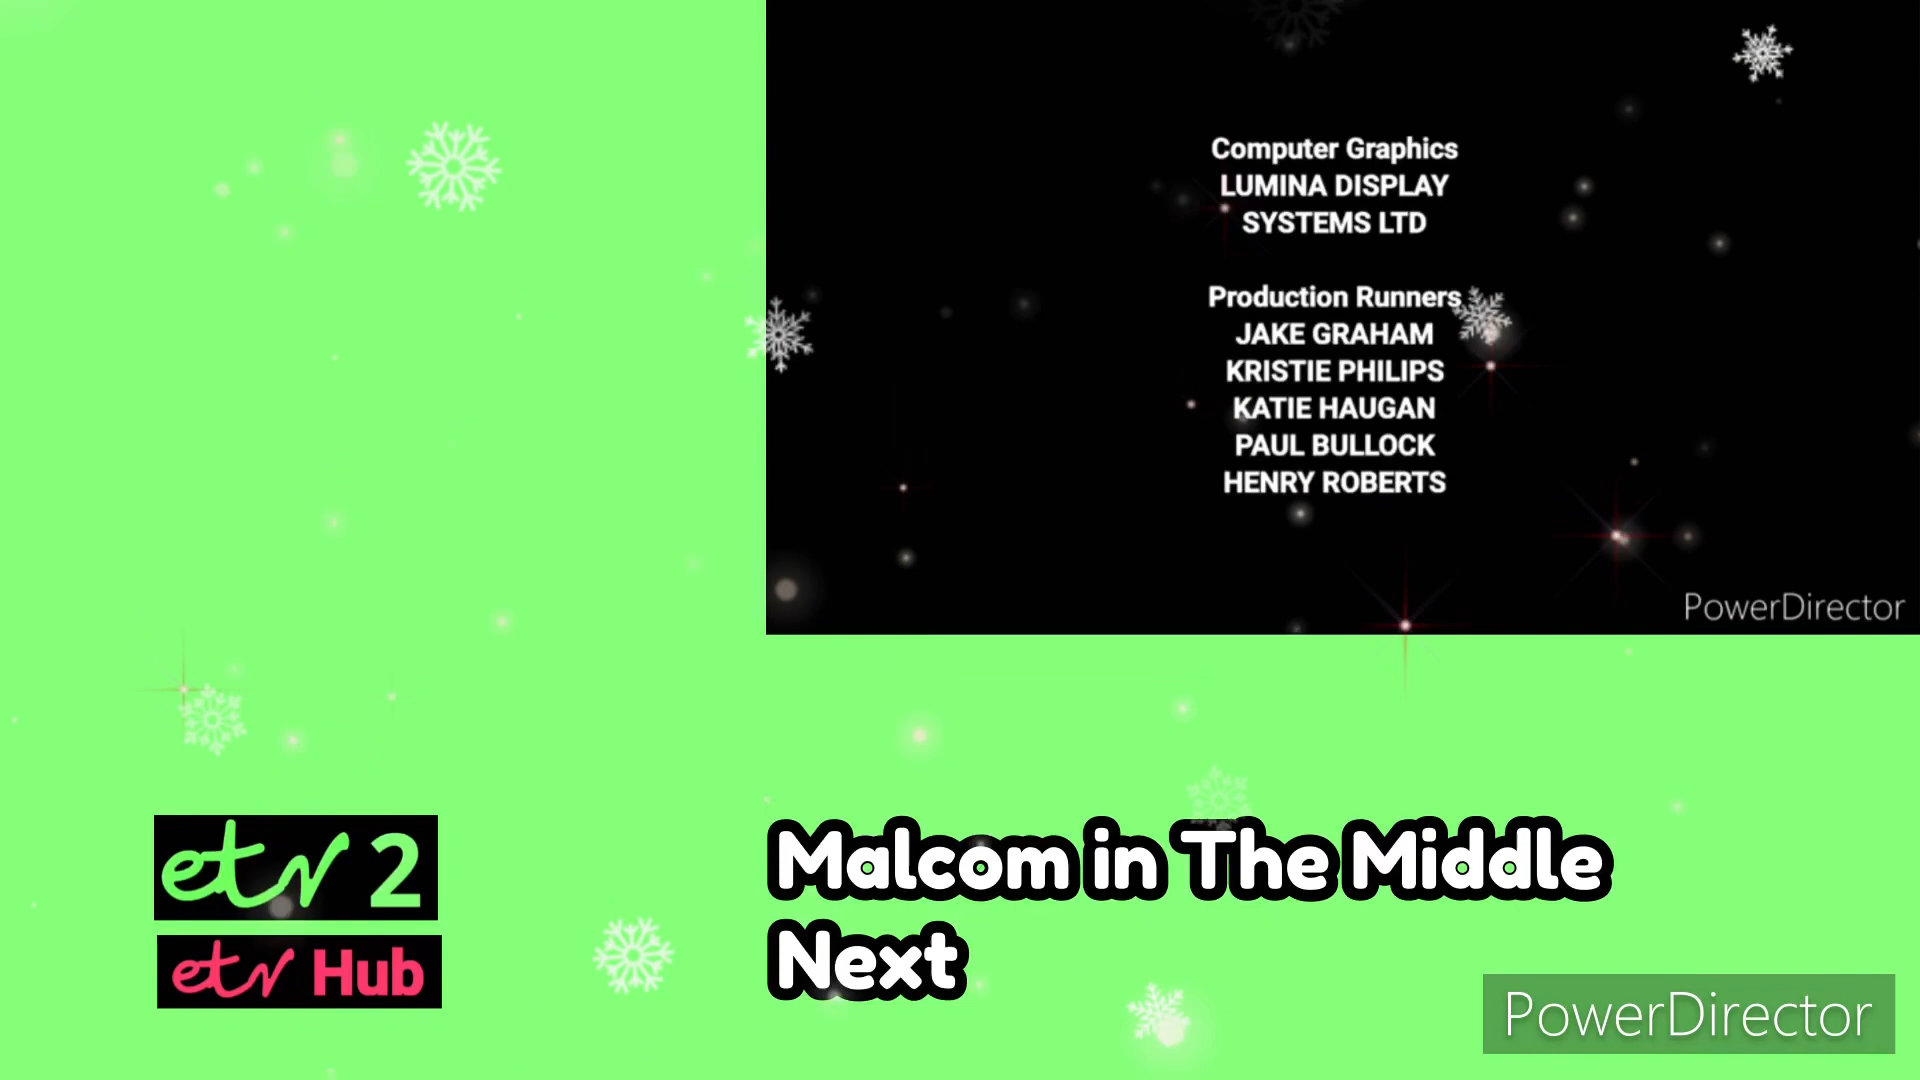 Computer Graphics
LUMINA DISPLAY
SYSTEMS LTD
Production Runners
JAKE GRAHAM
KRISTIE PHILIPS
KATIE HAUGAN
PAUL BULLOCK
HENRY ROBERTS
PowerDirector
etv 2
etv Hub
Malcom in The Middle
Next
PowerDirector